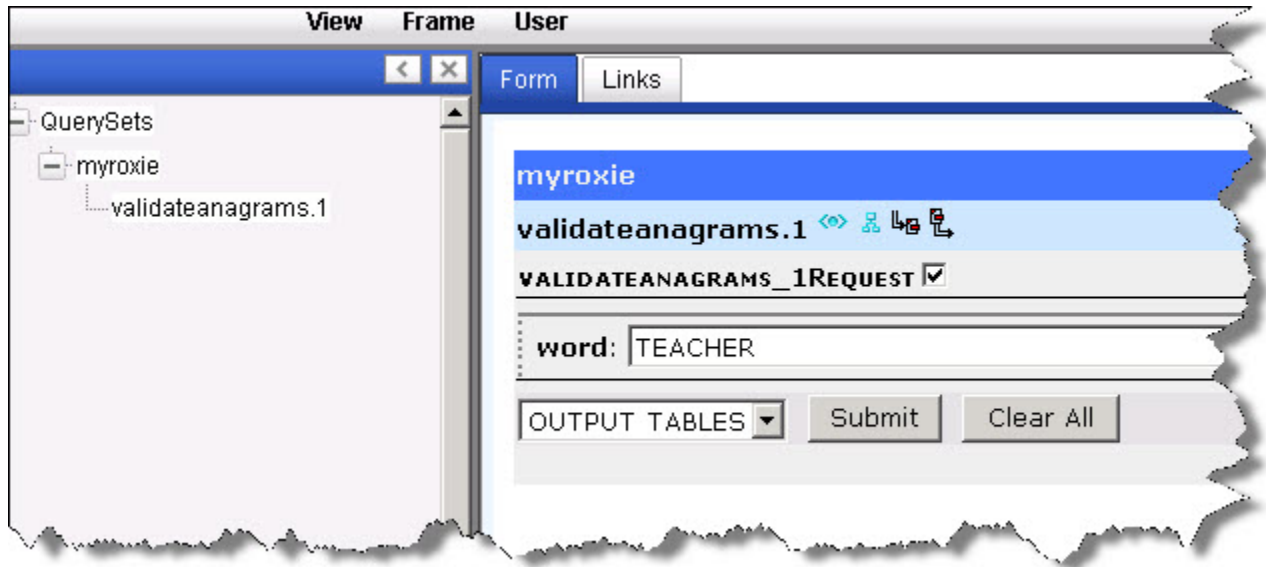 View Frame User
Form Links
QuerySets
myroxie
validateanagrams.1
myroxie
validateanagrams.1
VALIDATEANAGRAMS_1REQUEST
word: TEACHER
OUTPUT TABLES Submit Clear All